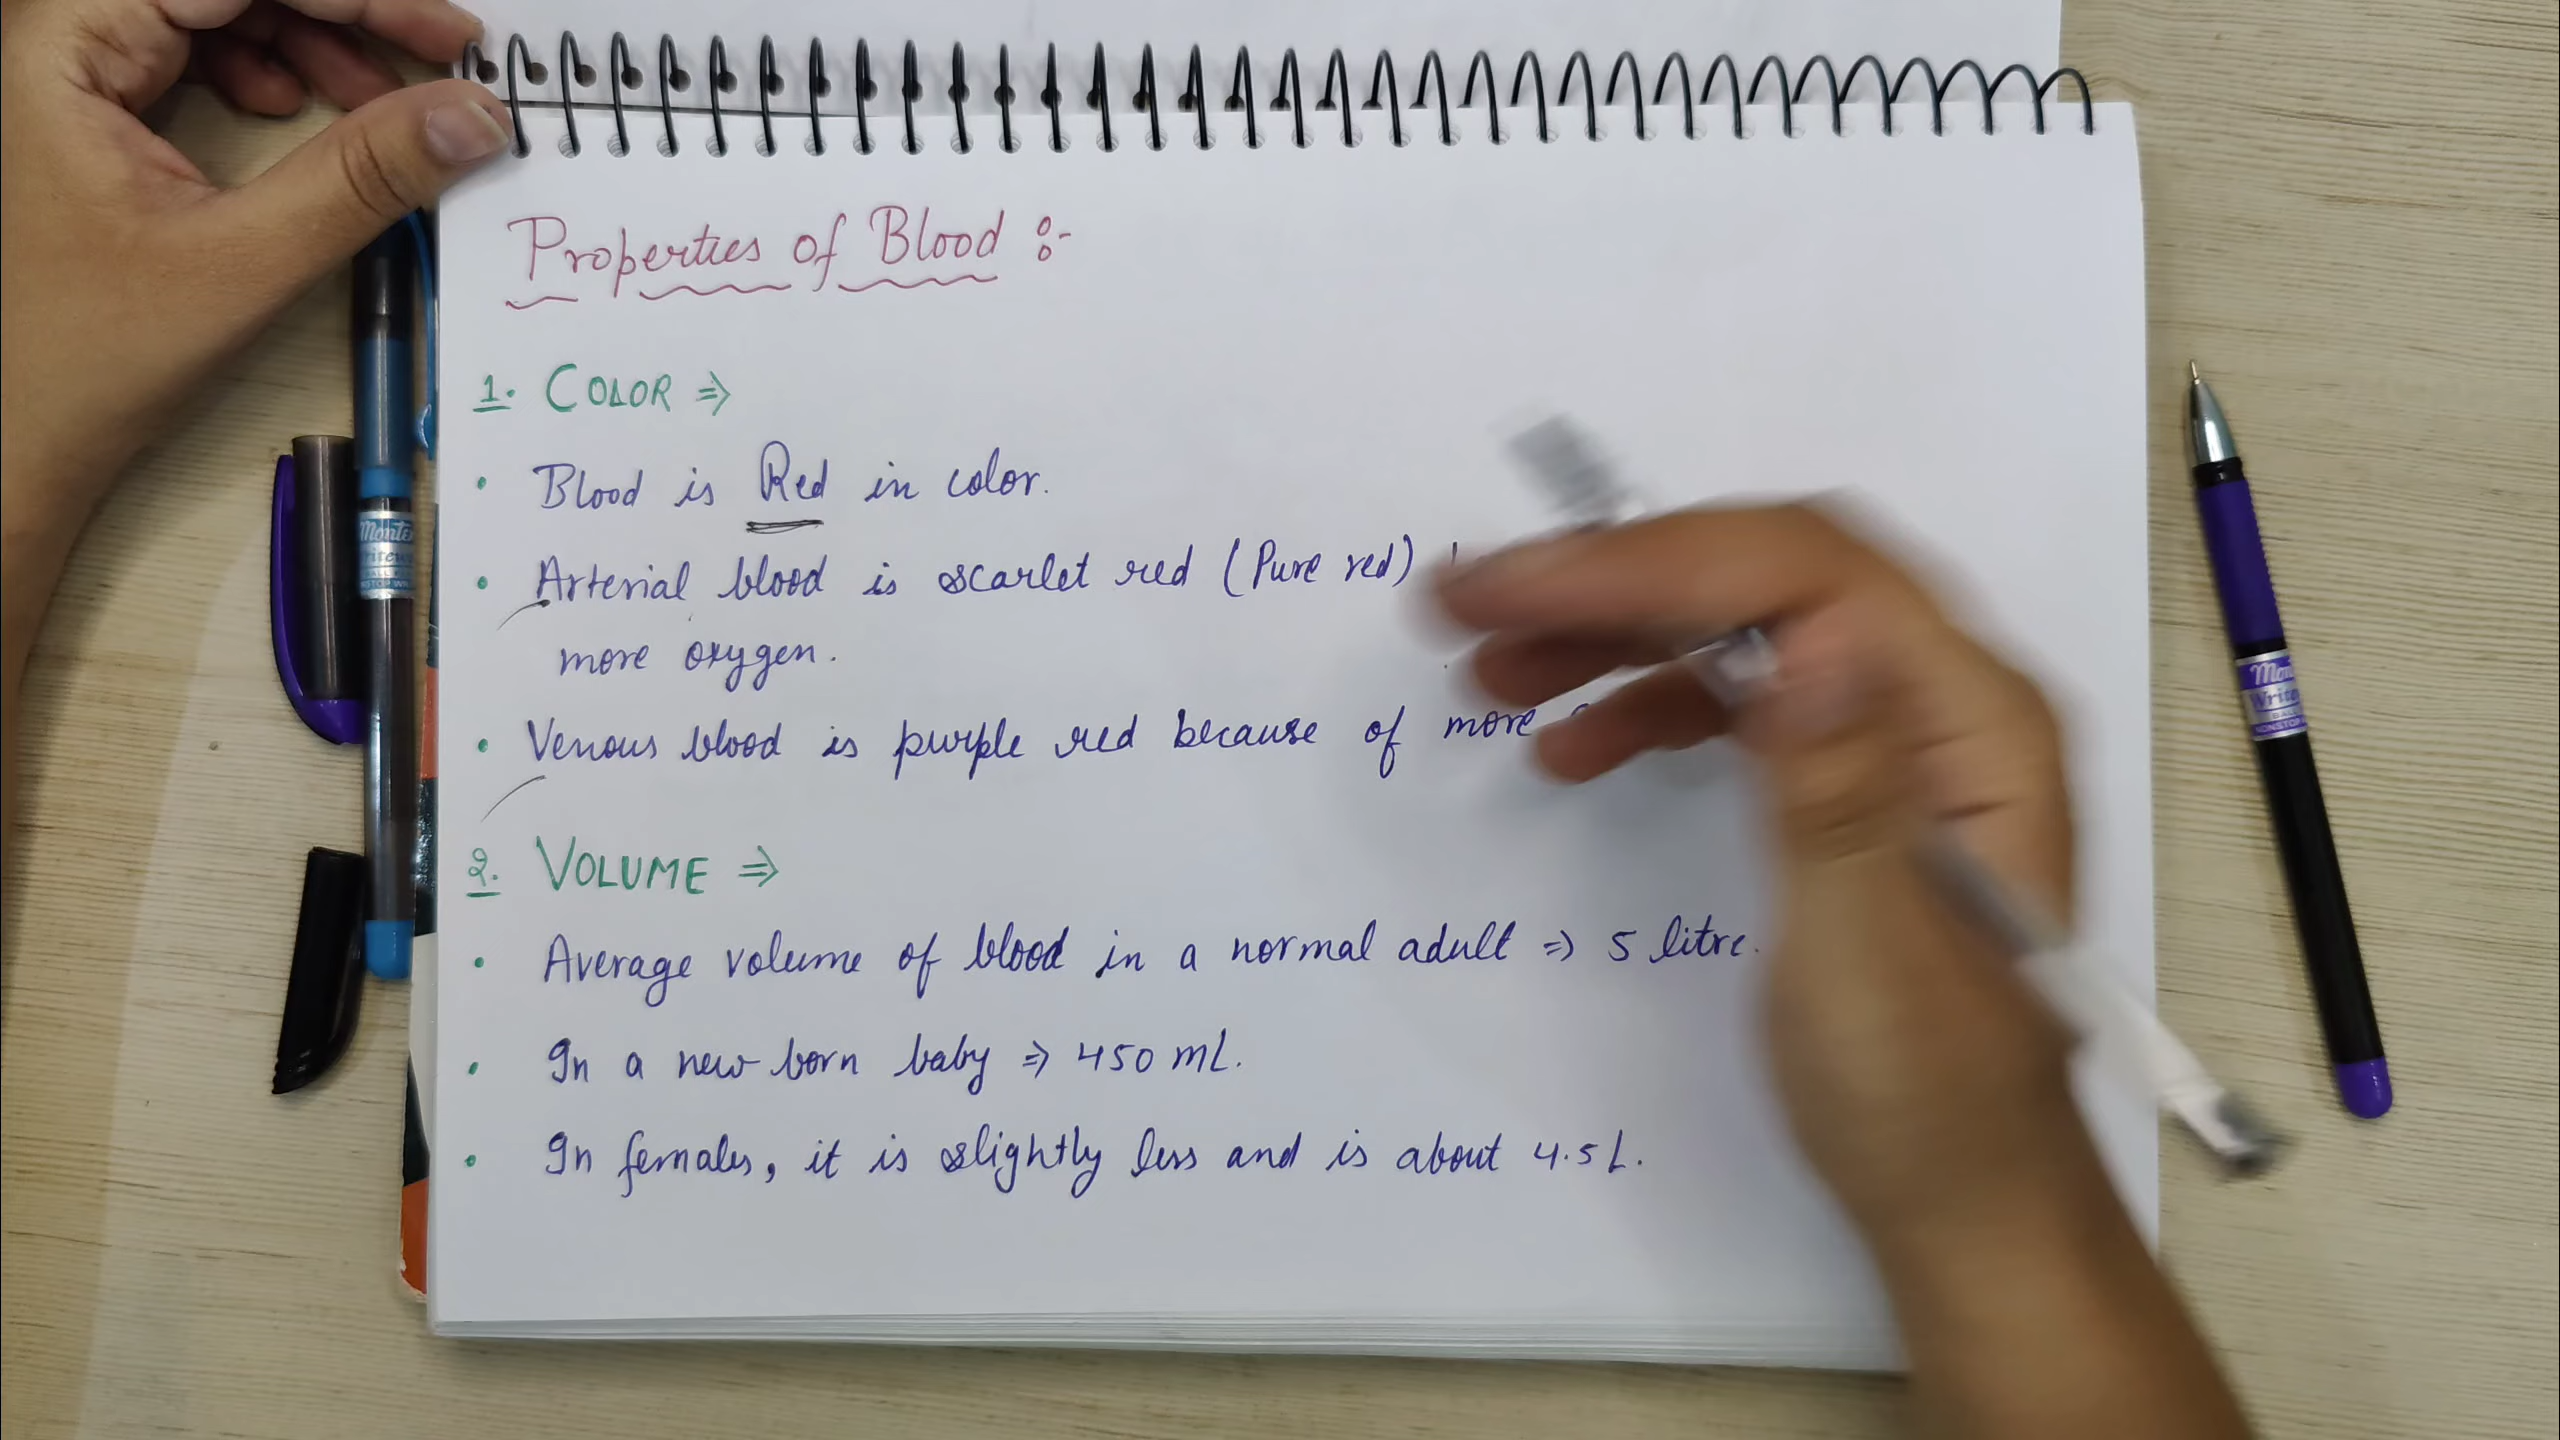 Properties of Blood :-
1. COLOR ⇒
• Blood is Red in color.
• Arterial blood is scarlet red (Pure red)
more oxygen.
• Venous blood is purple red because of more
2. VOLUME ⇒
• Average volume of blood in a normal adult ⇒ 5 litre.
• In a new born baby ⇒ 450 mL.
• In females, it is slightly less and is about 4.5 L.